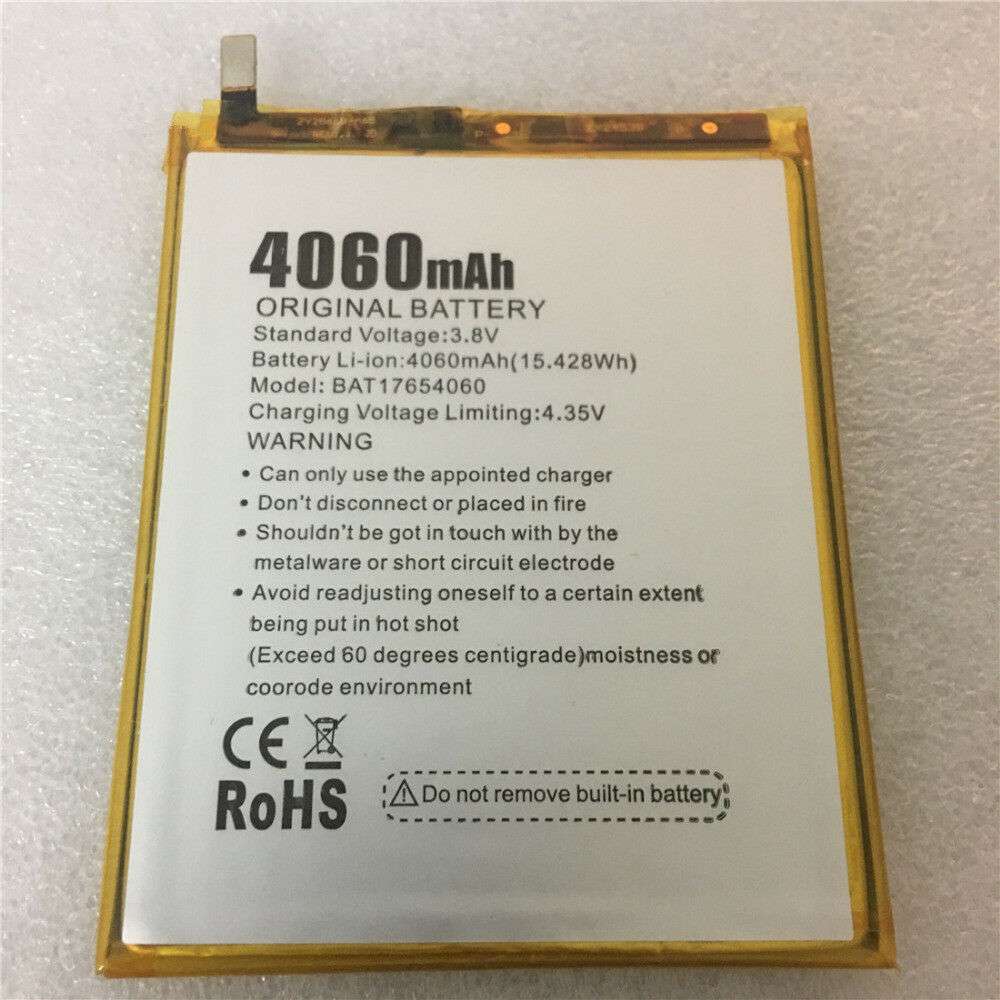 4060mAh
ORIGINAL BATTERY
Standard Voltage:3.8V
Battery Li-ion:4060mAh(15.428Wh)
Model: BAT17654060
Charging Voltage Limiting:4.35V
WARNING
• Can only use the appointed charger
• Don't disconnect or placed in fire
• Shouldn't be got in touch with by the
metalware or short circuit electrode
• Avoid readjusting oneself to a certain extent
being put in hot shot
(Exceed 60 degrees centigrade)moistness or
coorode environment
CE
RoHS
Do not remove built-in battery